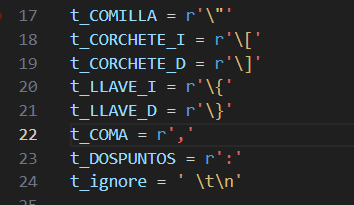 17 t_COMILLA = r'\"'
18 t_CORCHETE_I = r'\['
19 t_CORCHETE_D = r'\]'
20 t_LLAVE_I = r'\{'
21 t_LLAVE_D = r'\}'
22 t_COMA = r','
23 t_DOSPUNTOS = r':'
24 t_ignore = ' \t\n'